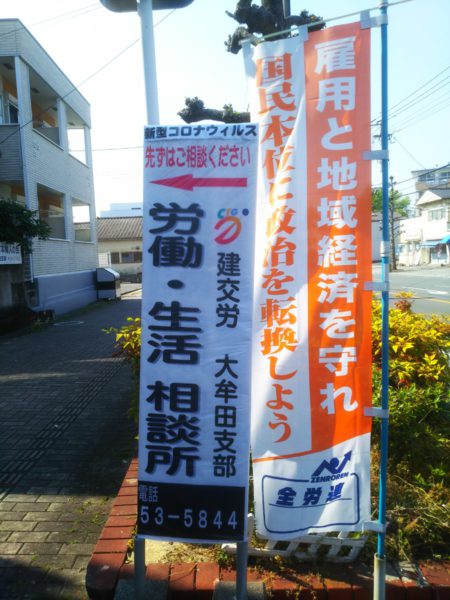 新型コロナウィルス
先ずはご相談ください
労働・生活 相談所
CTG
建交労 大牟田支部
電話
53-5844
雇用と地域経済を守れ
国民本位に政治を転換しよう
ZENROREN
全労連